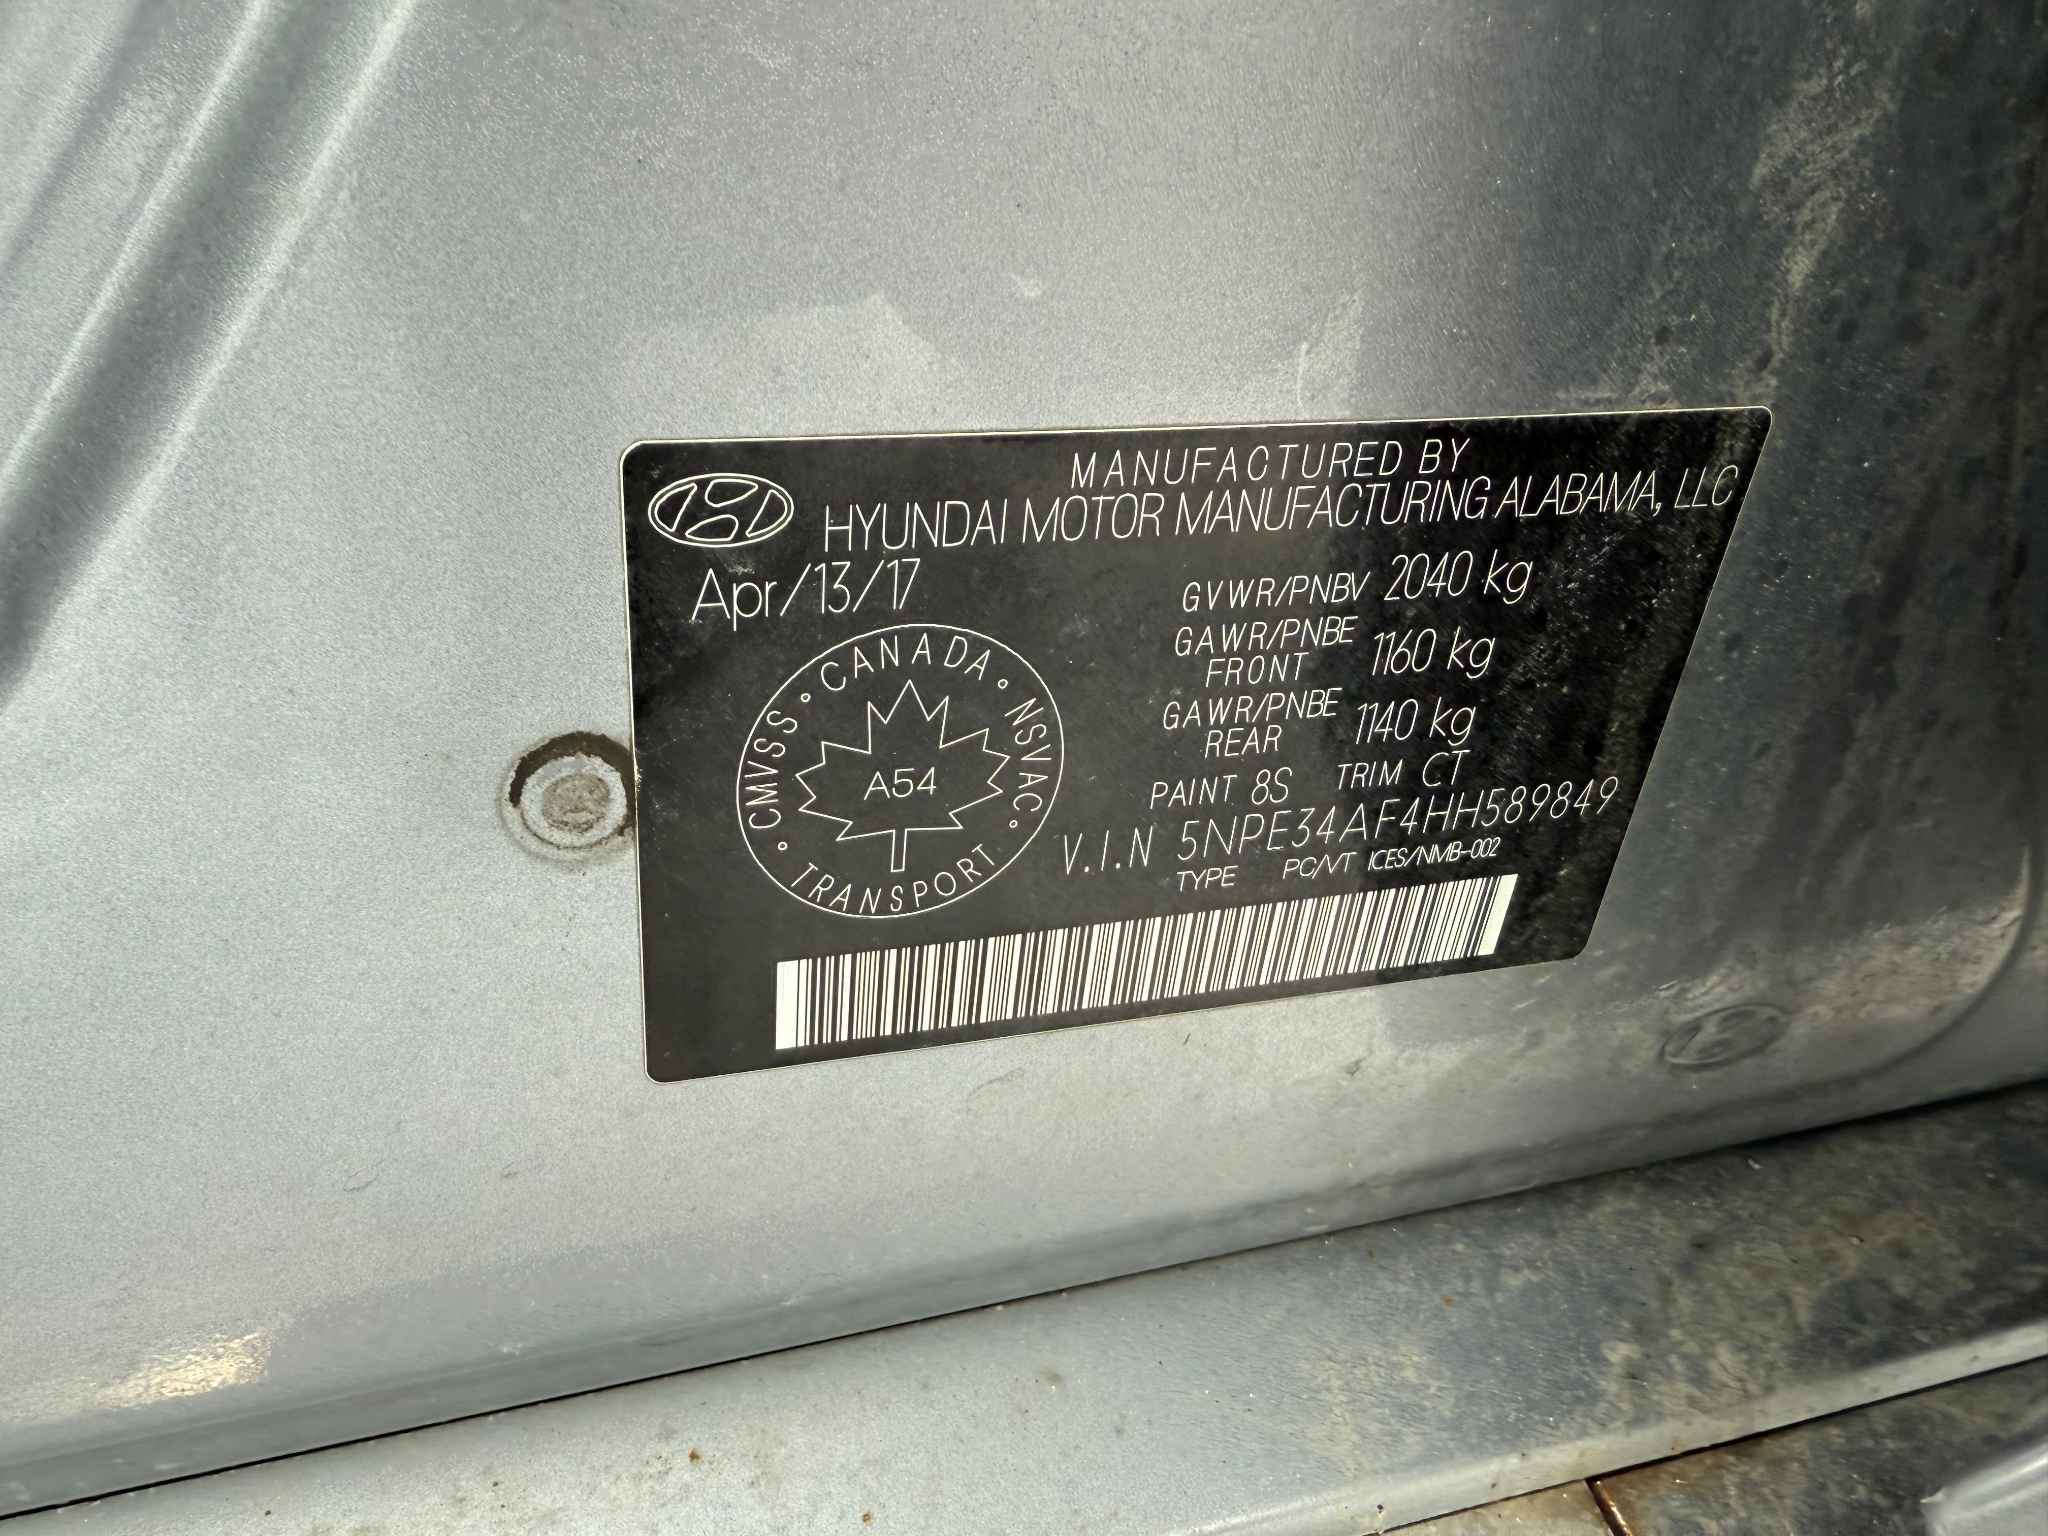 MANUFACTURED BY
HYUNDAI MOTOR MANUFACTURING ALABAMA, LLC
Apr/13/17
GVWR/PNBV 2040 kg
GAWR/PNBE FRONT 1160 kg
GAWR/PNBE REAR 1140 kg
PAINT 8S TRIM CT
V.I.N 5NPE34AF4HH589849
TYPE PC/VT ICES/NMB-002
CMVSS • CANADA • NSVAC • TRANSPORT •
A54